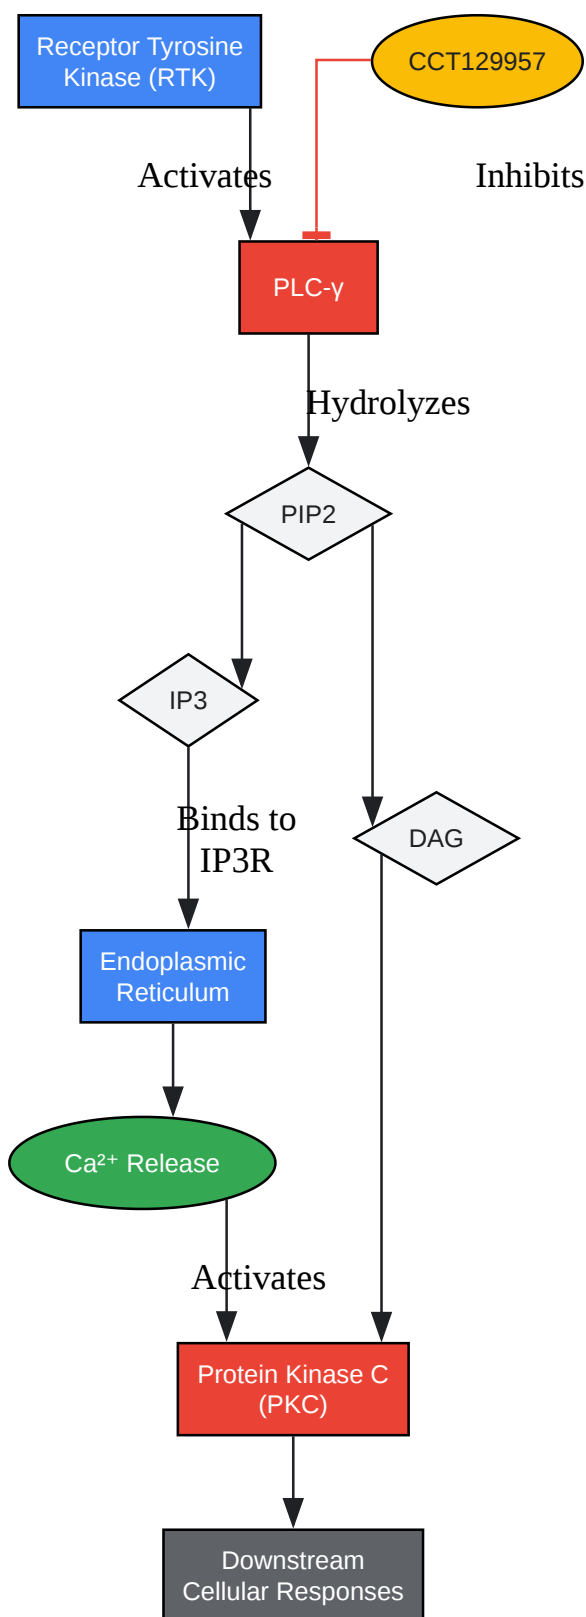 Receptor Tyrosine
Kinase (RTK)
CCT129957
Activates
Inhibits
PLC-γ
Hydrolyzes
PIP2
IP3
Binds to
IP3R
DAG
Endoplasmic
Reticulum
Ca²⁺ Release
Activates
Protein Kinase C
(PKC)
Downstream
Cellular Responses